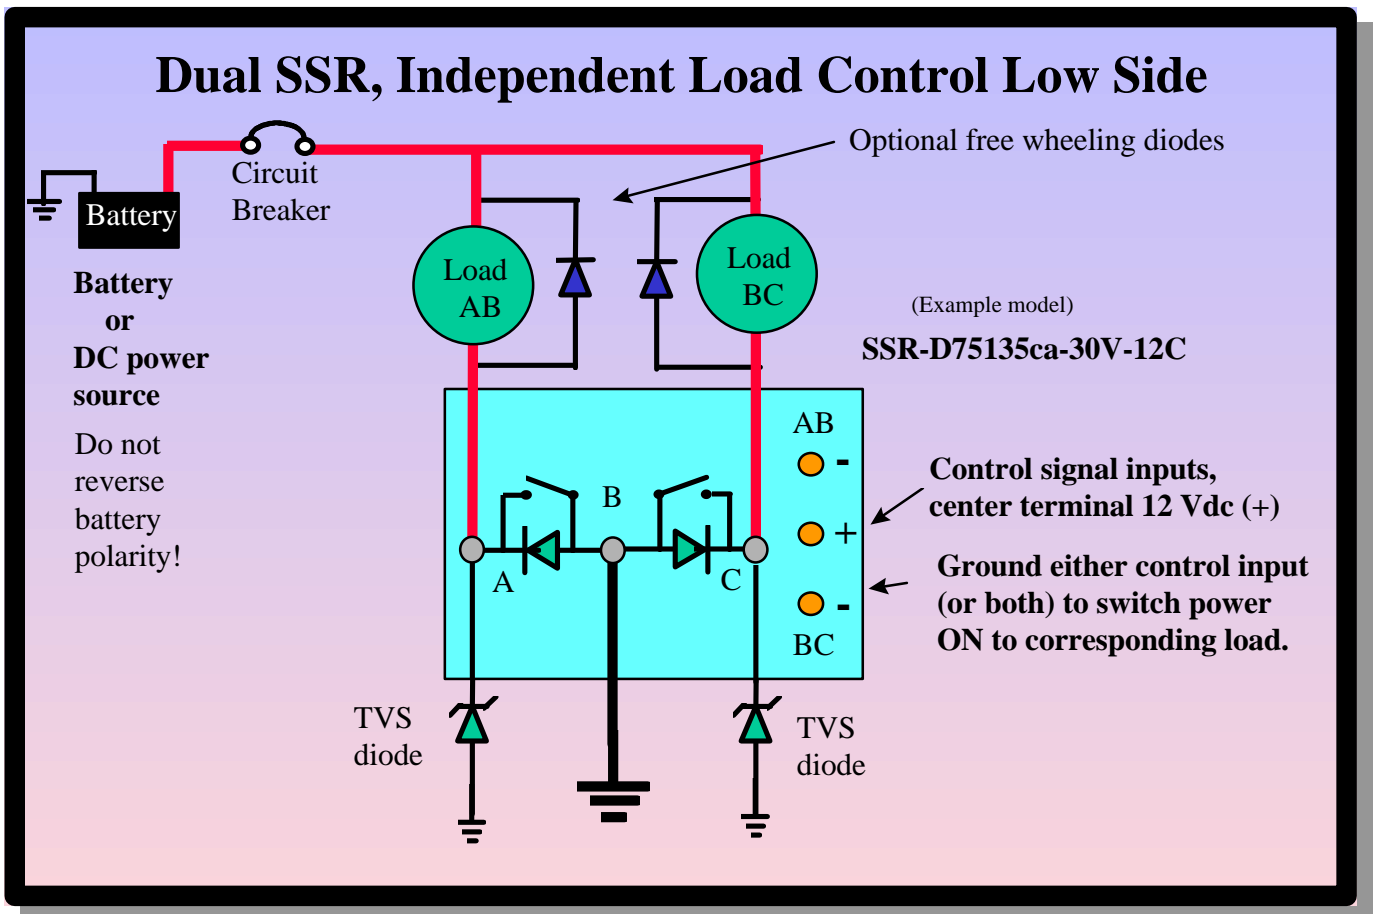 Dual SSR, Independent Load Control Low Side
Optional free wheeling diodes
Circuit
Breaker
Battery
Battery
or
DC power
source
Do not
reverse
battery
polarity!
Load
AB
Load
BC
(Example model)
SSR-D75135ca-30V-12C
AB
-
+
-
BC
B
A
C
Control signal inputs,
center terminal 12 Vdc (+)
Ground either control input
(or both) to switch power
ON to corresponding load.
TVS
diode
TVS
diode